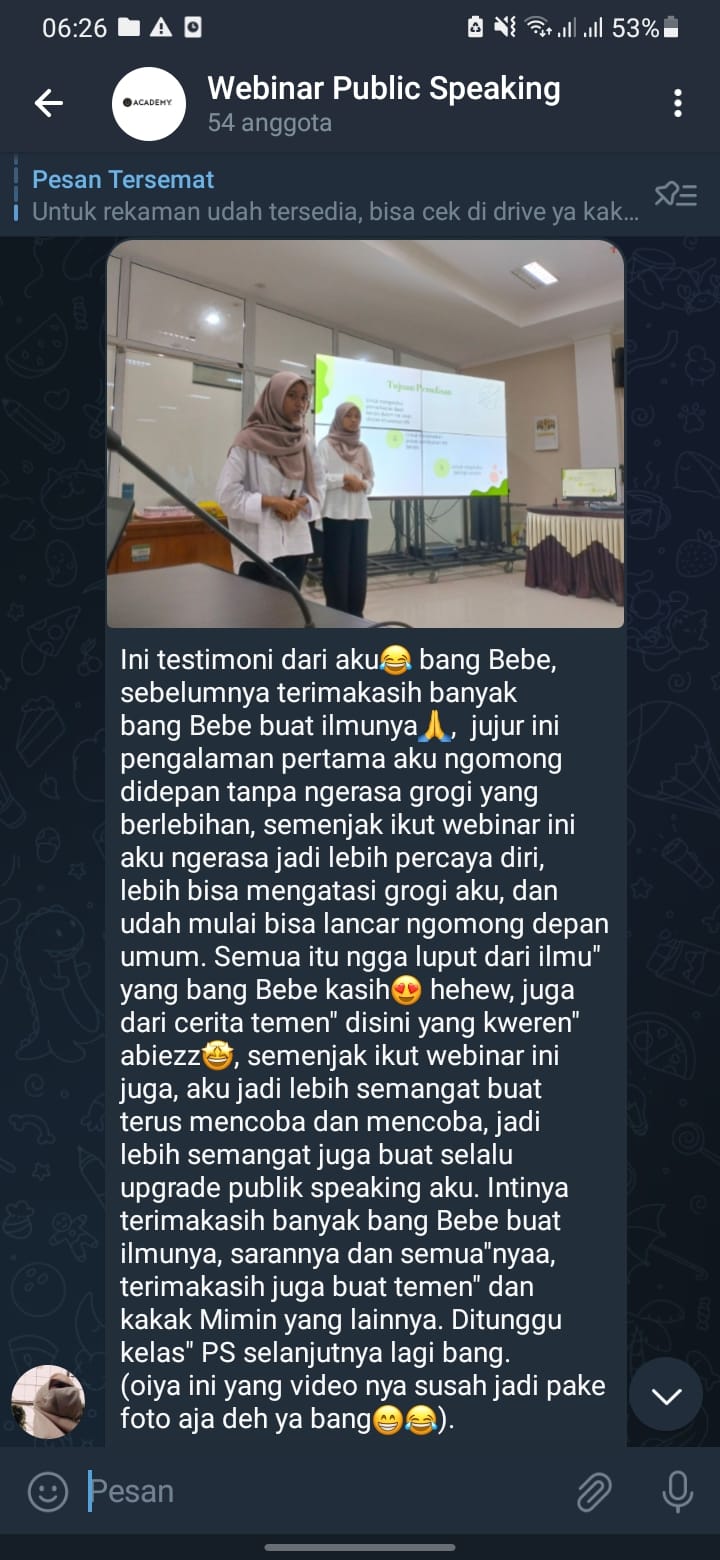 06:26
53%
ACADEMY
Webinar Public Speaking
54 anggota
Pesan Tersemat
Untuk rekaman udah tersedia, bisa cek di drive ya kak...
Tujuan Penulisan
Ini testimoni dari aku😂 bang Bebe,
sebelumnya terimakasih banyak
bang Bebe buat ilmunya🙏, jujur ini
pengalaman pertama aku ngomong
didepan tanpa ngerasa grogi yang
berlebihan, semenjak ikut webinar ini
aku ngerasa jadi lebih percaya diri,
lebih bisa mengatasi grogi aku, dan
udah mulai bisa lancar ngomong depan
umum. Semua itu ngga luput dari ilmu"
yang bang Bebe kasih😍 hehew, juga
dari cerita temen" disini yang kweren"
abiezz🤩, semenjak ikut webinar ini
juga, aku jadi lebih semangat buat
terus mencoba dan mencoba, jadi
lebih semangat juga buat selalu
upgrade publik speaking aku. Intinya
terimakasih banyak bang Bebe buat
ilmunya, sarannya dan semua"nyaa,
terimakasih juga buat temen" dan
kakak Mimin yang lainnya. Ditunggu
kelas" PS selanjutnya lagi bang.
(oiya ini yang video nya susah jadi pake
foto aja deh ya bang😁😂).
Pesan